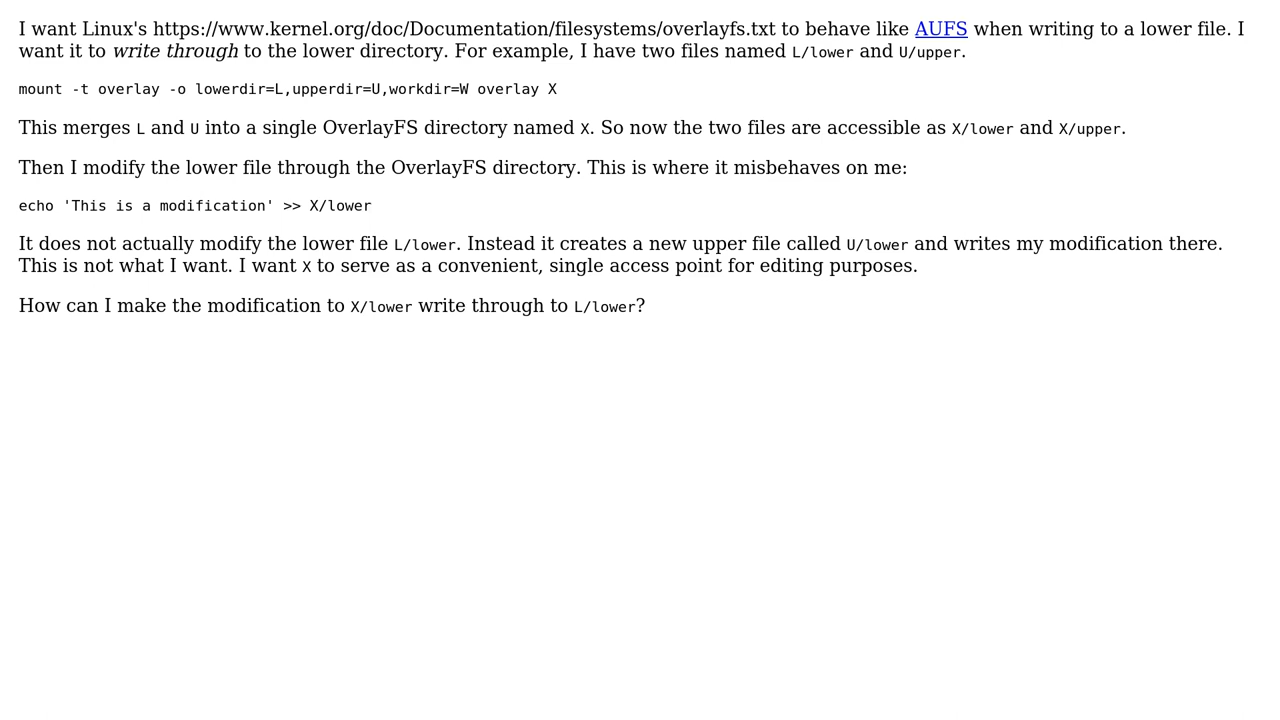 I want Linux's https://www.kernel.org/doc/Documentation/filesystems/overlayfs.txt to behave like AUFS when writing to a lower file. I
want it to write through to the lower directory. For example, I have two files named L/lower and U/upper.
mount -t overlay -o lowerdir=L,upperdir=U,workdir=W overlay X
This merges L and U into a single OverlayFS directory named X. So now the two files are accessible as X/lower and X/upper.
Then I modify the lower file through the OverlayFS directory. This is where it misbehaves on me:
echo 'This is a modification' >> X/lower
It does not actually modify the lower file L/lower. Instead it creates a new upper file called U/lower and writes my modification there.
This is not what I want. I want X to serve as a convenient, single access point for editing purposes.
How can I make the modification to X/lower write through to L/lower?